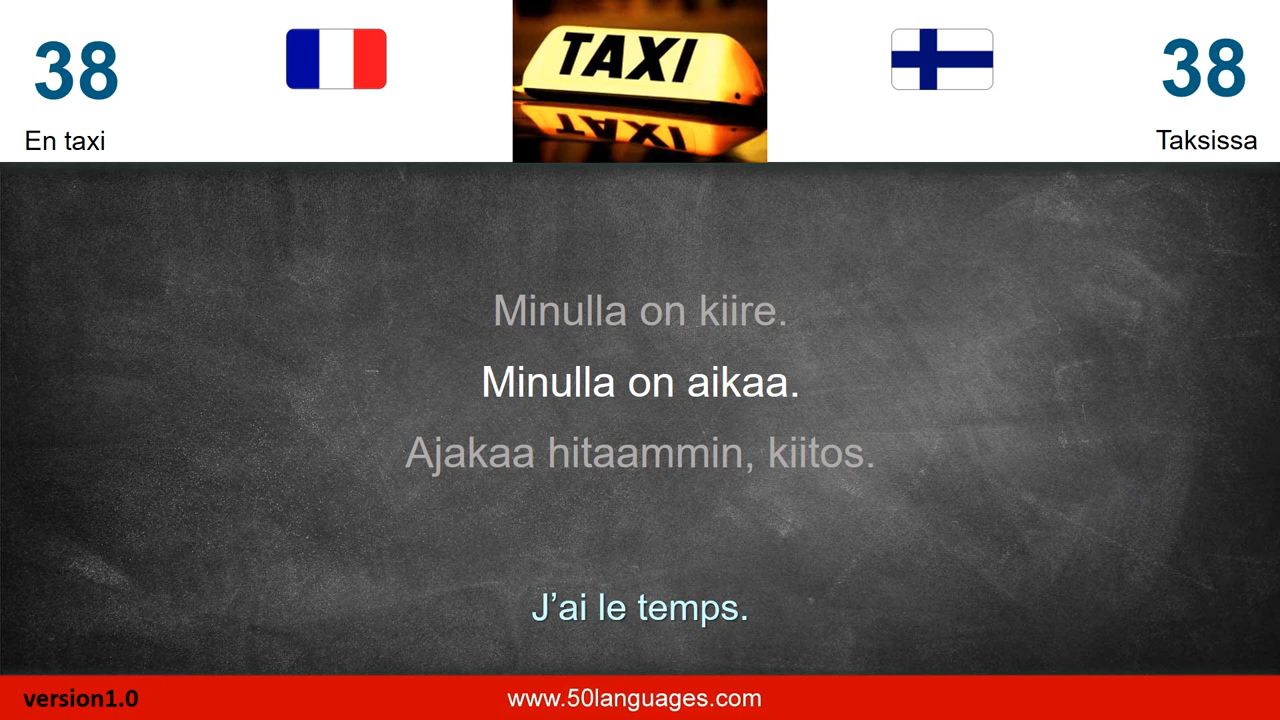 38
En taxi
TAXI
38
Taksissa
Minulla on kiire.
Minulla on aikaa.
Ajakaa hitaammin, kiitos.
J’ai le temps.
version1.0
www.50languages.com